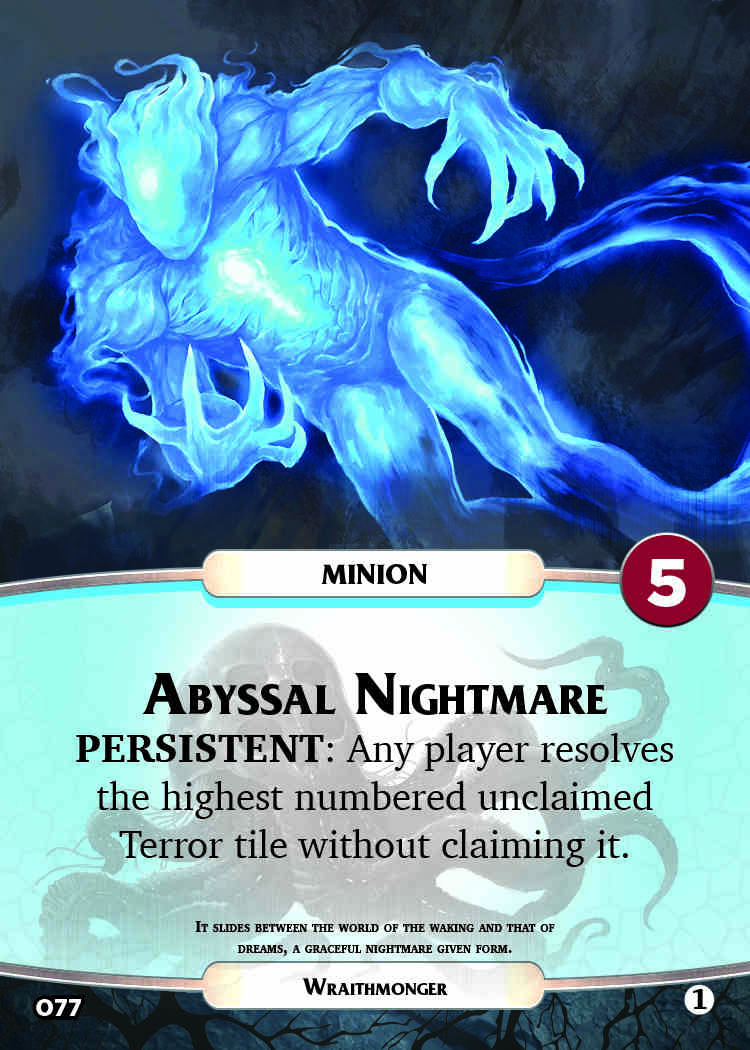 MINION
5
Abyssal Nightmare
PERSISTENT: Any player resolves
the highest numbered unclaimed
Terror tile without claiming it.
It slides between the world of the waking and that of
dreams, a graceful nightmare given form.
Wraithmonger
077
1